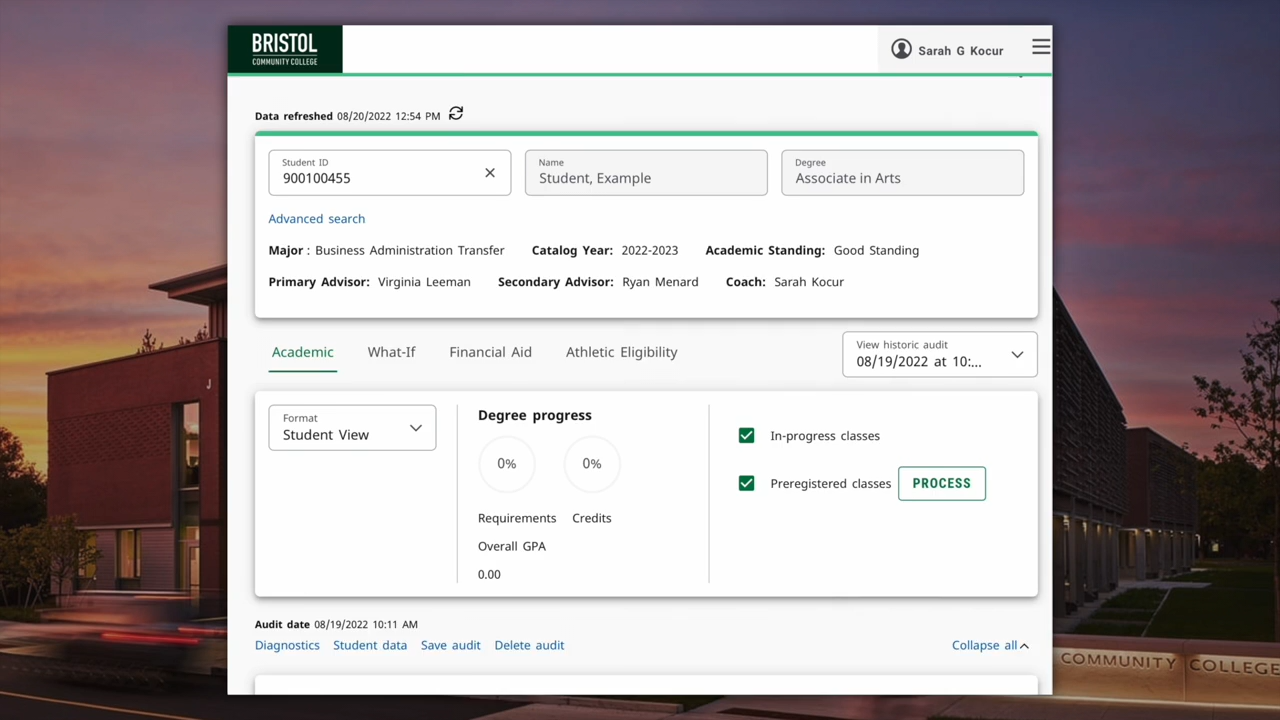 BRISTOL
COMMUNITY COLLEGE
Sarah G Kocur
Data refreshed 08/20/2022 12:54 PM
Student ID
900100455
Name
Student, Example
Degree
Associate in Arts
Advanced search
Major : Business Administration Transfer Catalog Year: 2022-2023 Academic Standing: Good Standing
Primary Advisor: Virginia Leeman Secondary Advisor: Ryan Menard Coach: Sarah Kocur
Academic What-If Financial Aid Athletic Eligibility
View historic audit
08/19/2022 at 10:...
Format
Student View
Degree progress
0% 0%
Requirements Credits
Overall GPA
0.00
In-progress classes
Preregistered classes PROCESS
Audit date 08/19/2022 10:11 AM
Diagnostics Student data Save audit Delete audit Collapse all
COMMUNITY COLLEGE
J